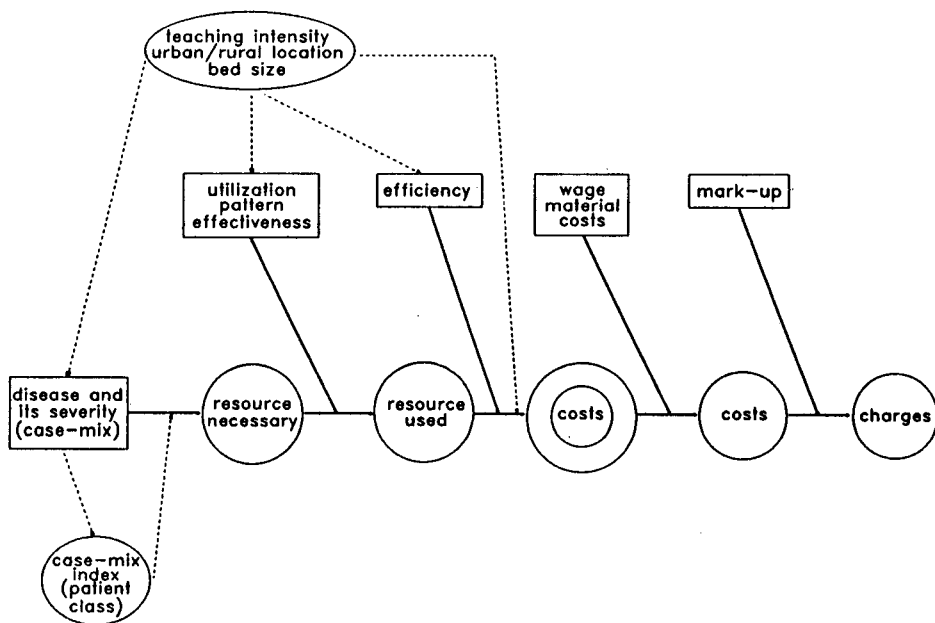 teaching intensity
urban/rural location
bed size
utilization
pattern
effectiveness
efficiency
wage
material
costs
mark-up
disease and
its severity
(case-mix)
resource
necessary
resource
used
costs
costs
charges
case-mix
index
(patient
class)